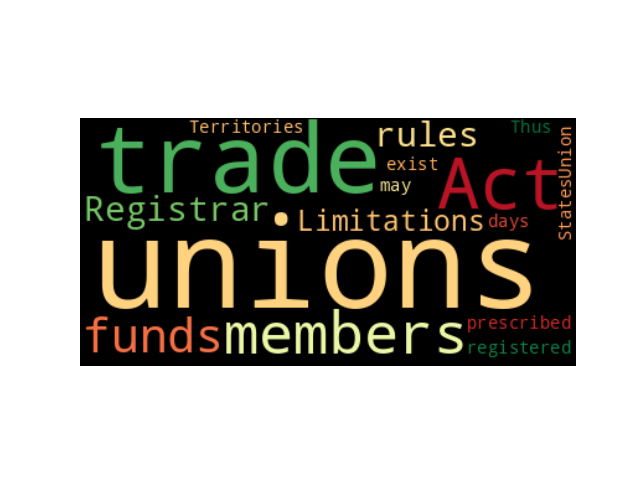 Territories
Thus
trade
rules
exist
may
Act
StatesUnion
Registrar
Limitations
days
unions
funds
members
prescribed
registered